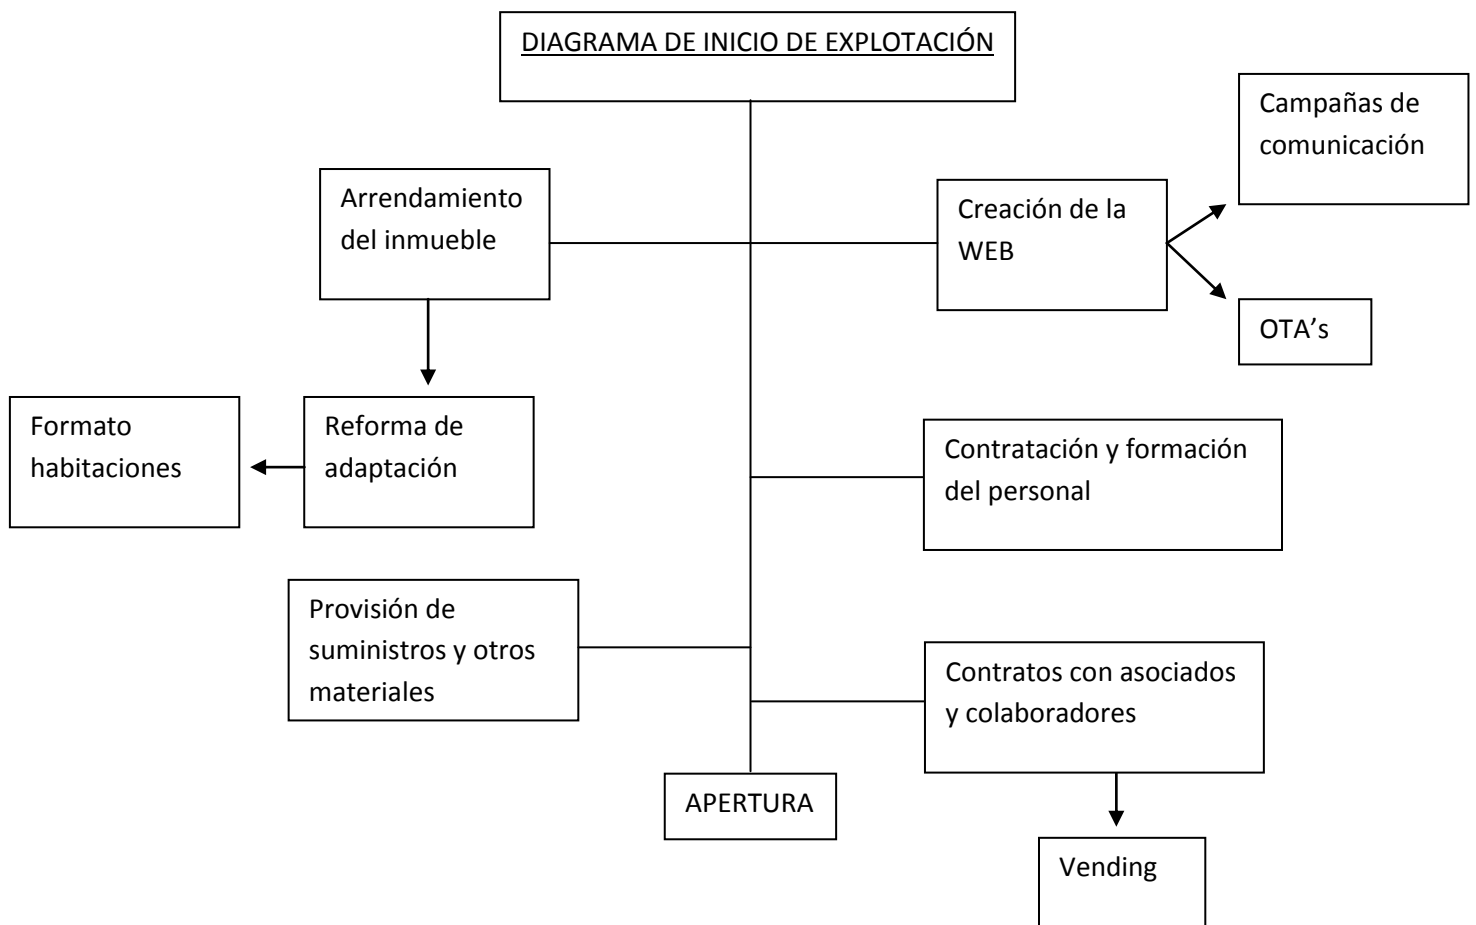 DIAGRAMA DE INICIO DE EXPLOTACIÓN
Campañas de
comunicación
Arrendamiento
del inmueble
Creación de la
WEB
OTA’s
Formato
habitaciones
Reforma de
adaptación
Contratación y formación
del personal
Provisión de
suministros y otros
materiales
Contratos con asociados
y colaboradores
APERTURA
Vending